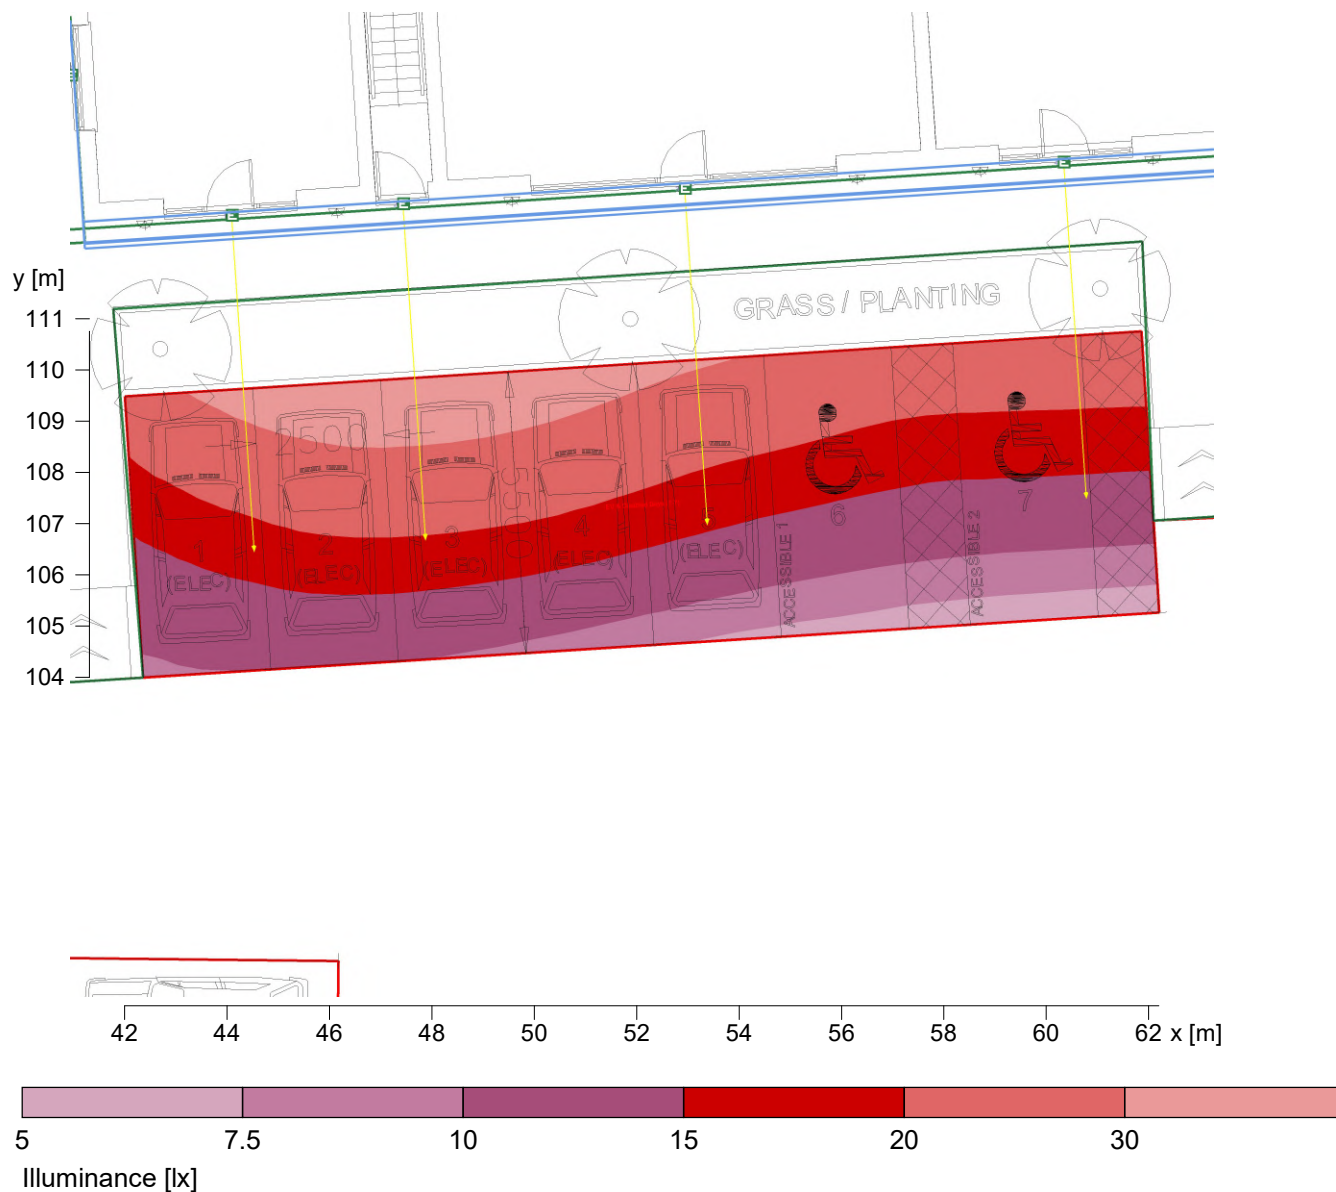 y [m]
111
110
109
108
107
106
105
104
GRASS / PLANTING
2500
5500
1
(ELEC)
2
(ELEC)
3
(ELEC)
4
(ELEC)
(ELEC)
ACCESSIBLE 1
6
ACCESSIBLE 2
7
42 44 46 48 50 52 54 56 58 60 62 x [m]
5 7.5 10 15 20 30
Illuminance [lx]